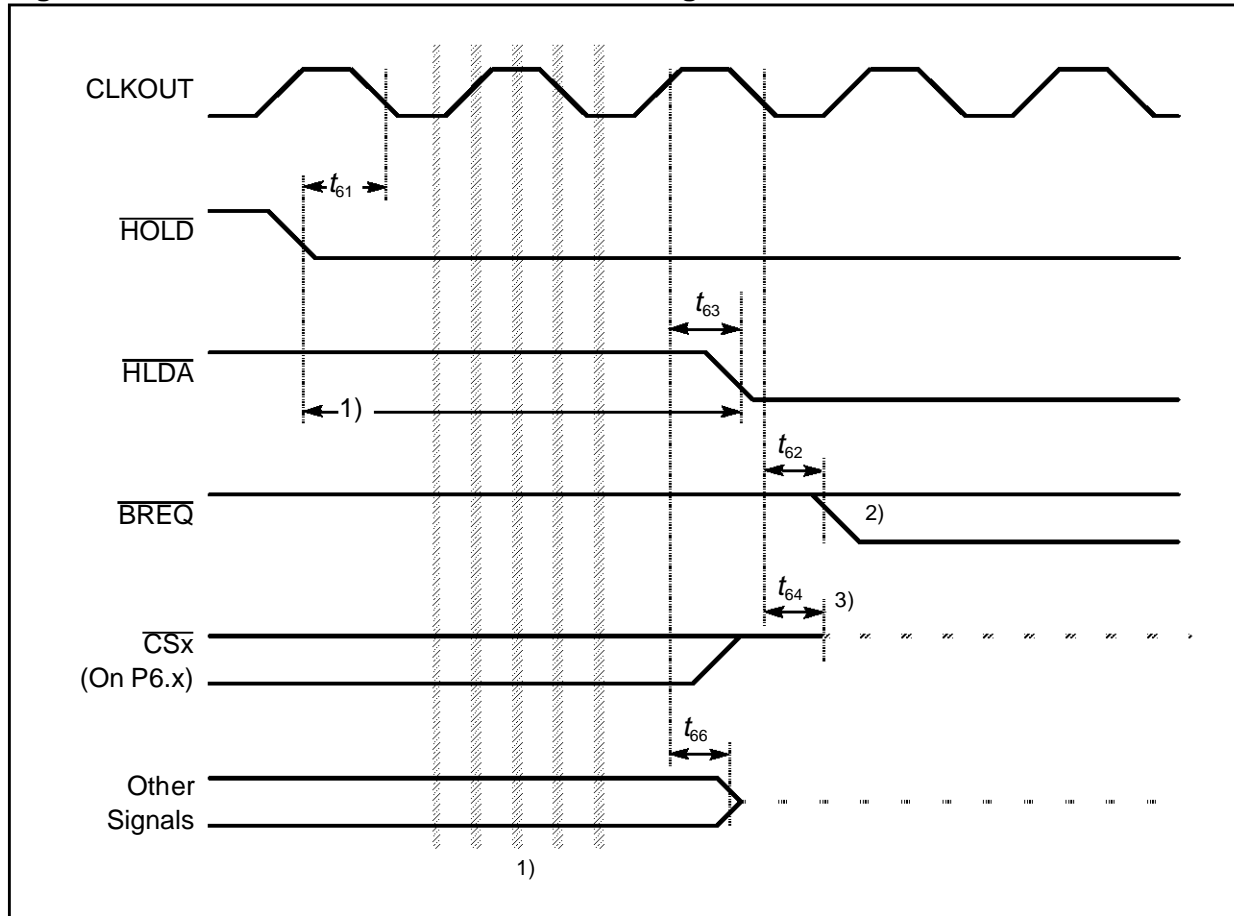 CLKOUT
t61
HOLD
t63
HLDA
1)
t62
BREQ
2)
t64
3)
CSx
(On P6.x)
t66
Other
Signals
1)